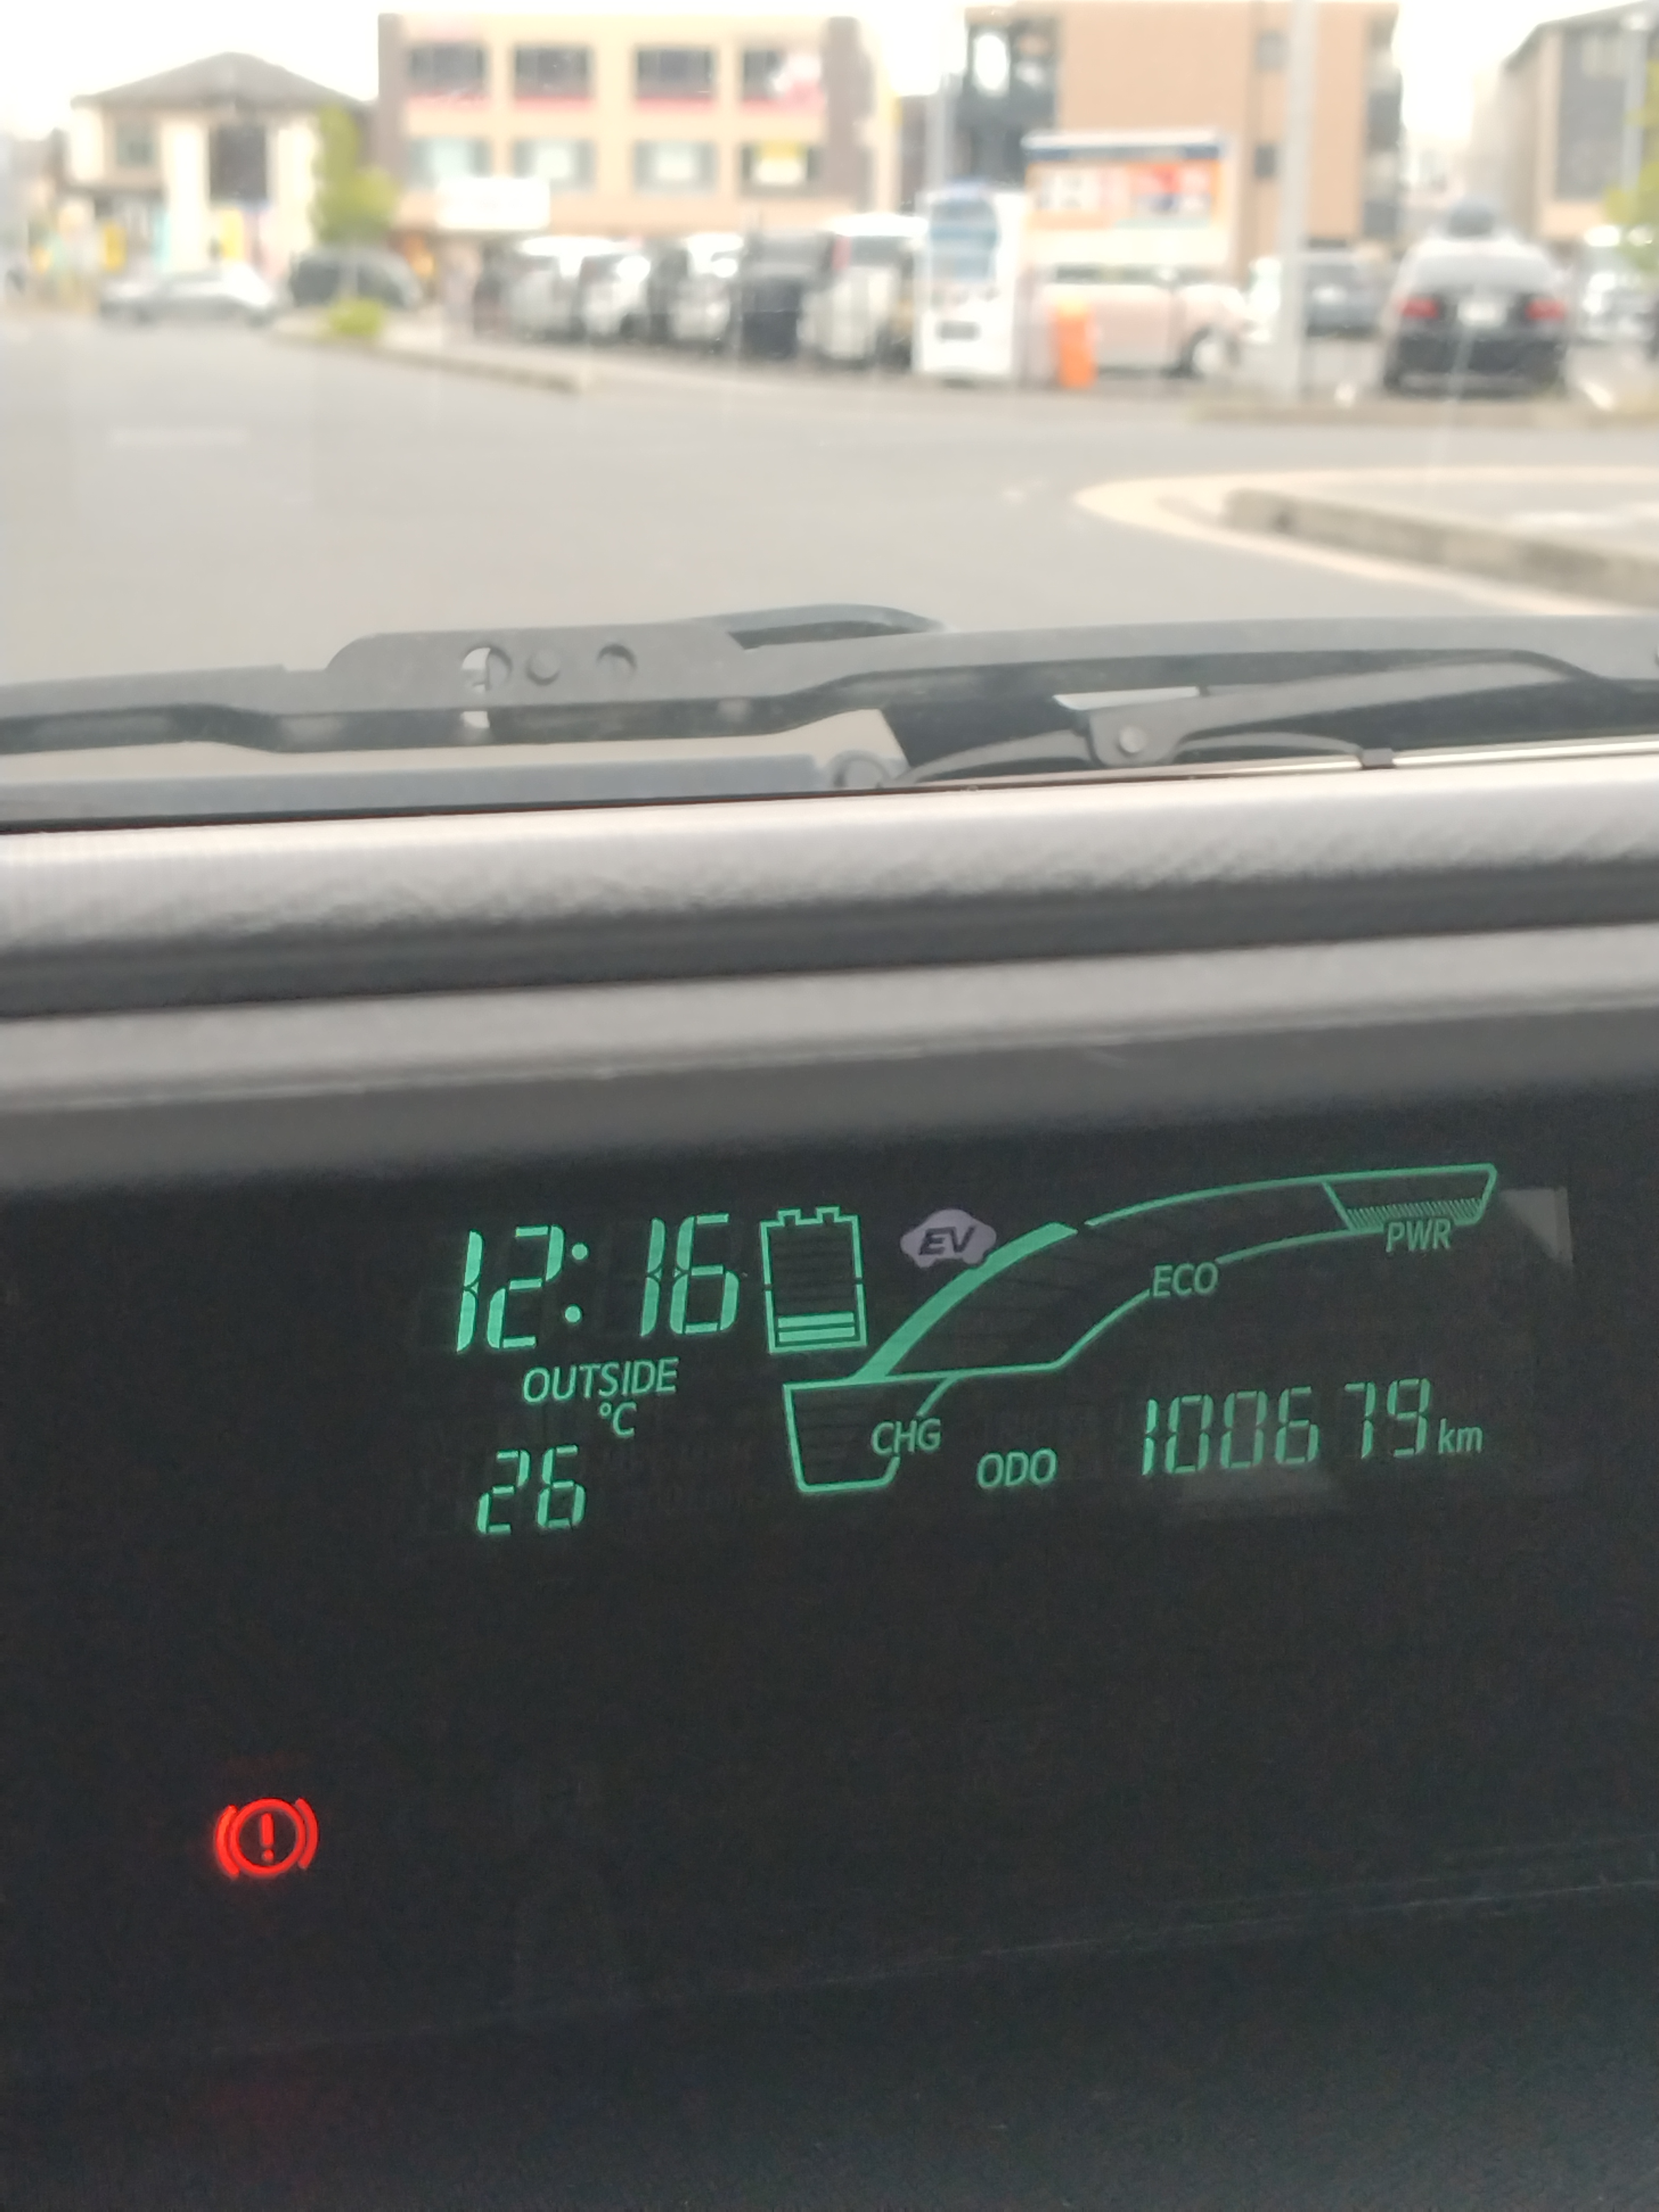 12:16
EV
PWR
ECO
OUTSIDE
°C
CHG
ODO 100679 km
26